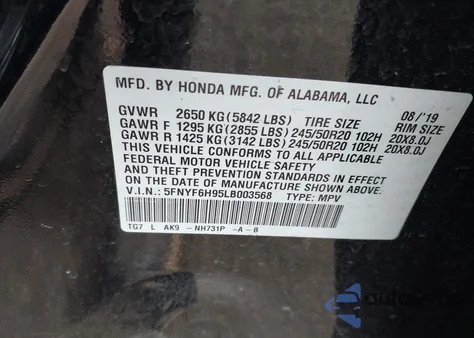 MFD. BY HONDA MFG. OF ALABAMA, LLC 08/'19
GVWR 2650 KG (5842 LBS) TIRE SIZE RIM SIZE
GAWR F 1295 KG (2855 LBS) 245/50R20 102H 20X8.0J
GAWR R 1425 KG (3142 LBS) 245/50R20 102H 20X8.0J
THIS VEHICLE CONFORMS TO ALL APPLICABLE
FEDERAL MOTOR VEHICLE SAFETY, BUMPER,
AND THEFT PREVENTION STANDARDS IN EFFECT
ON THE DATE OF MANUFACTURE SHOWN ABOVE.
V.I.N.: 5FNYF6H95LB003568 TYPE: MPV
TG7 L AK9 -NH731P -A-B